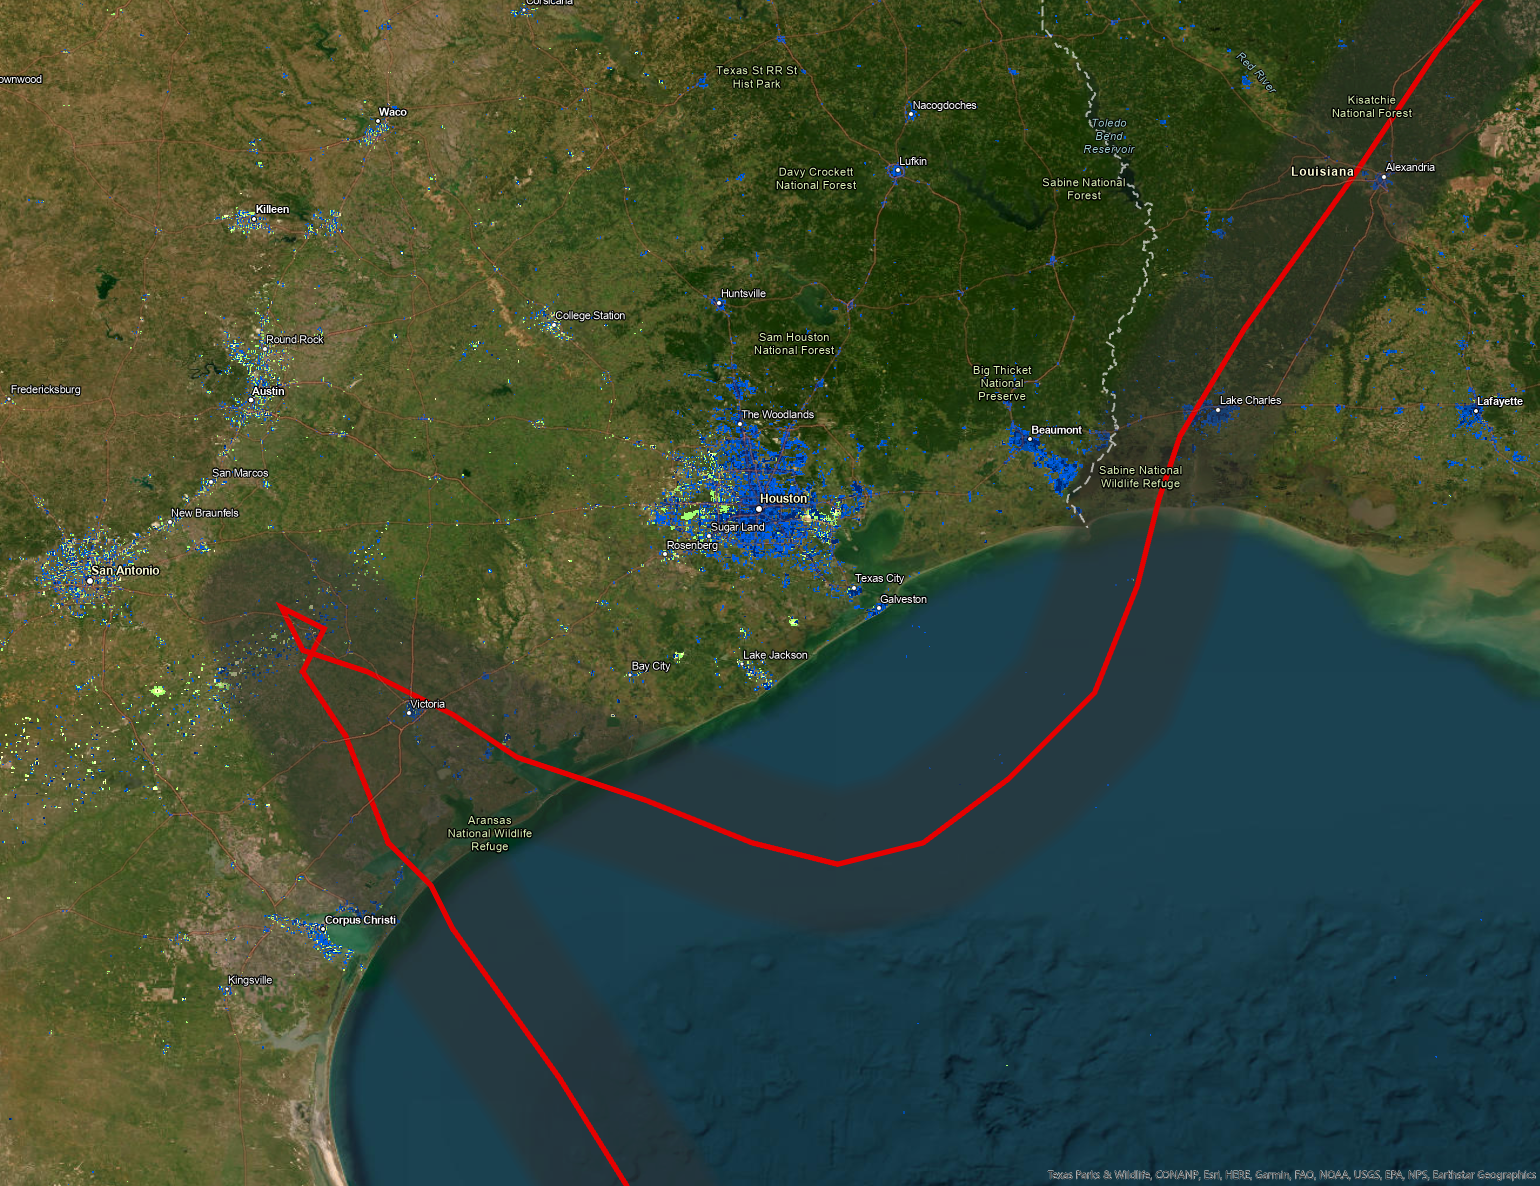 Corsicana
ownwood
Texas St RR St
Hist Park
Red River
Kisatchie
National Forest
Waco
Nacogdoches
Toledo
Bend
Reservoir
Lufkin
Davy Crockett
National Forest
Louisiana
Alexandria
Sabine National
Forest
Killeen
Huntsville
College Station
Round Rock
Sam Houston
National Forest
Big Thicket
National
Preserve
Fredericksburg
Austin
The Woodlands
Lake Charles
Lafayette
Beaumont
San Marcos
Sabine National
Wildlife Refuge
Houston
New Braunfels
Sugar Land
Rosenberg
San Antonio
Texas City
Galveston
Lake Jackson
Bay City
Victoria
Aransas
National Wildlife
Refuge
Corpus Christi
Kingsville
Texas Parks & Wildlife, CONANP, Esri, HERE, Garmin, FAO, NOAA, USGS, EPA, NPS, Earthstar Geographics